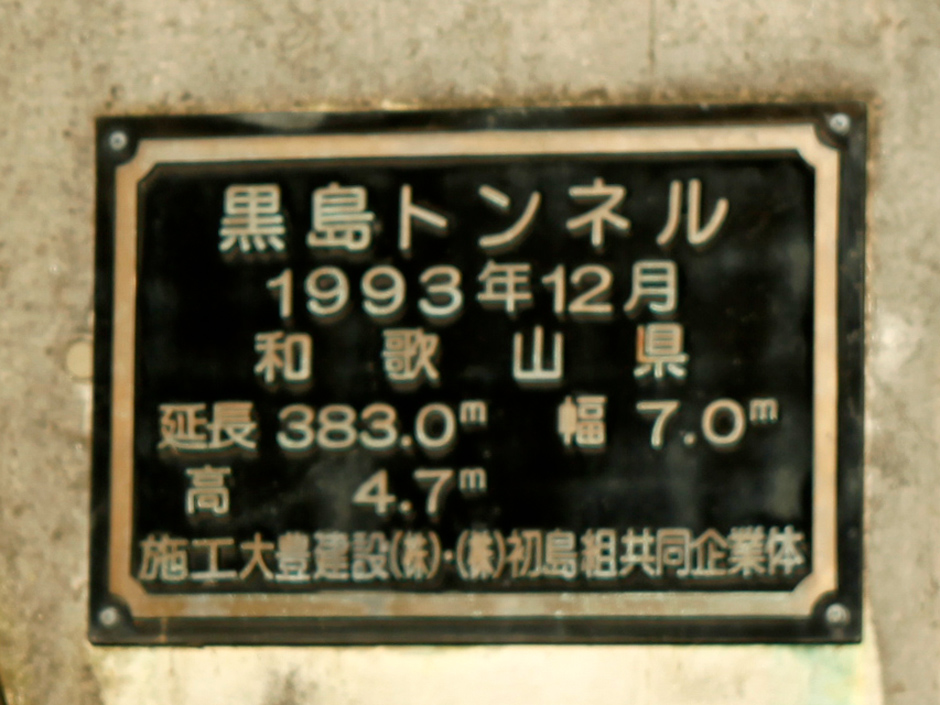 黒島トンネル
1993年12月
和歌山県
延長 383.0m 幅 7.0m
高 4.7m
施工大豊建設(株)・(株)初島組共同企業体